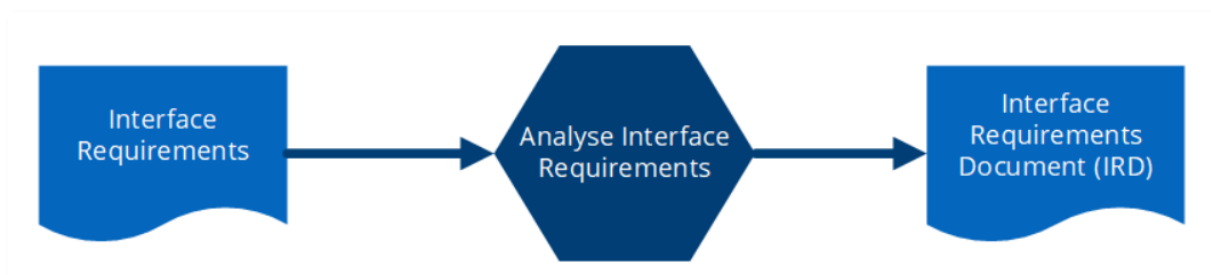 Interface
Requirements
Analyse Interface
Requirements
Interface
Requirements
Document (IRD)